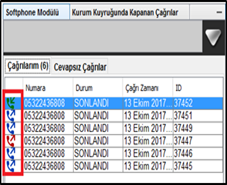 Softphone Modülü Kurum Kuyruğunda Kapanan Çağrılar
Çağrılarım (6) Cevapsız Çağrılar
Numara Durum Çağrı Zamanı ID
05322436808 SONLANDI 13 Ekim 2017... 37452
05322436808 SONLANDI 13 Ekim 2017... 37451
05322436808 SONLANDI 13 Ekim 2017... 37449
05322436808 SONLANDI 13 Ekim 2017... 37447
05322436808 SONLANDI 13 Ekim 2017... 37446
05322436808 SONLANDI 13 Ekim 2017... 37445